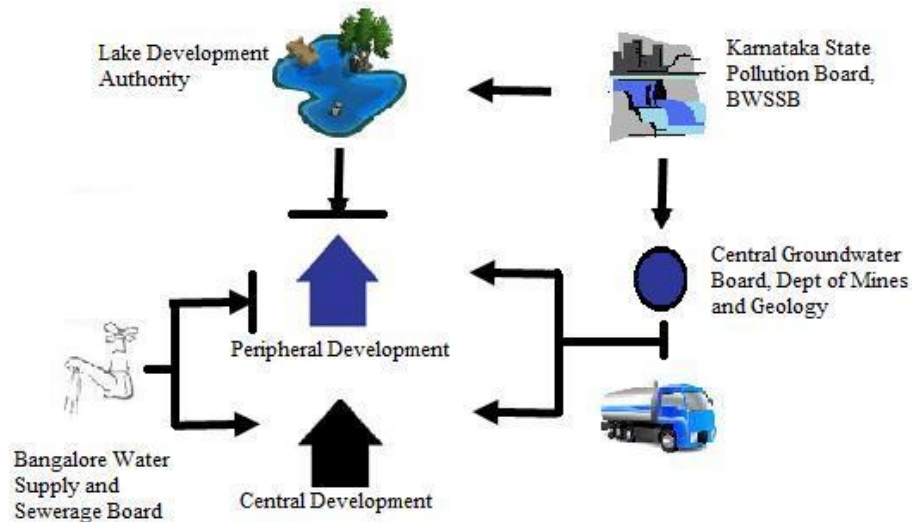 Lake Development
Authority
Karnataka State
Pollution Board,
BWSSB
Central Groundwater
Board, Dept of Mines
and Geology
Peripheral Development
Bangalore Water
Supply and
Sewerage Board
Central Development